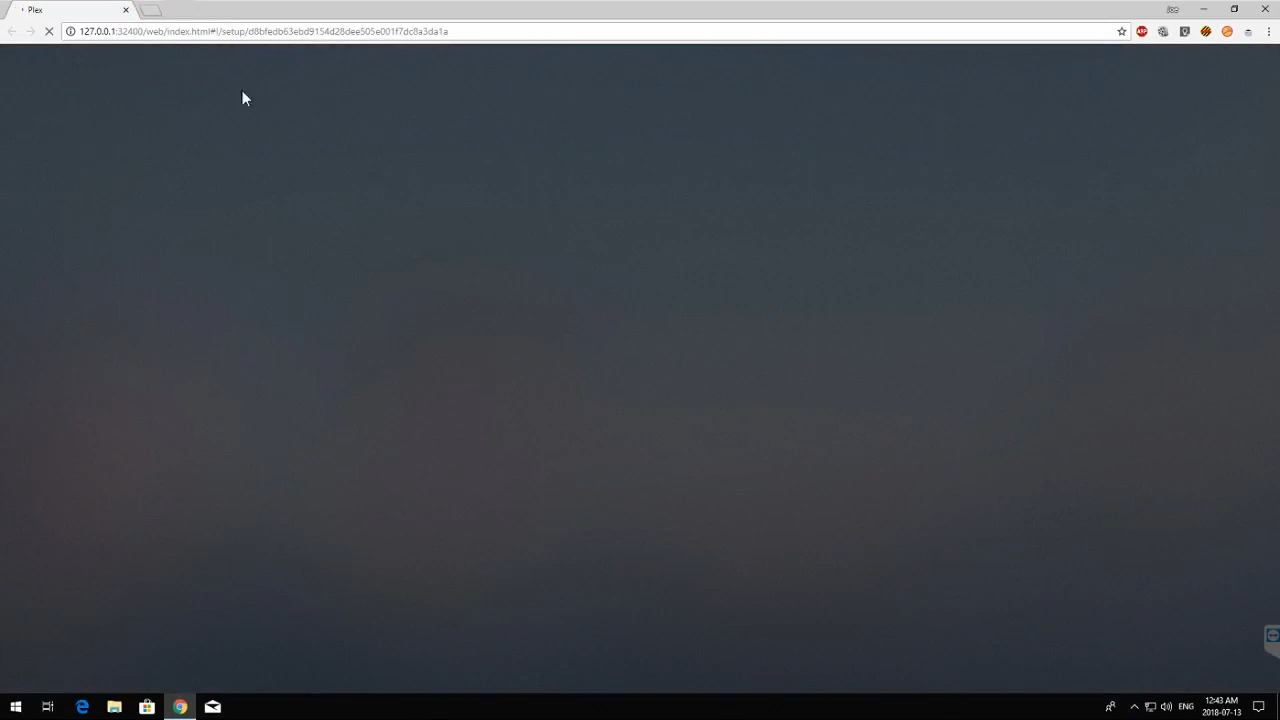 Plex
127.0.0.1:32400/web/index.html#!/setup/d8bfedb63ebd9154d28dee505e001f7dc8a3da1a
ENG
12:43 AM
2018-07-13